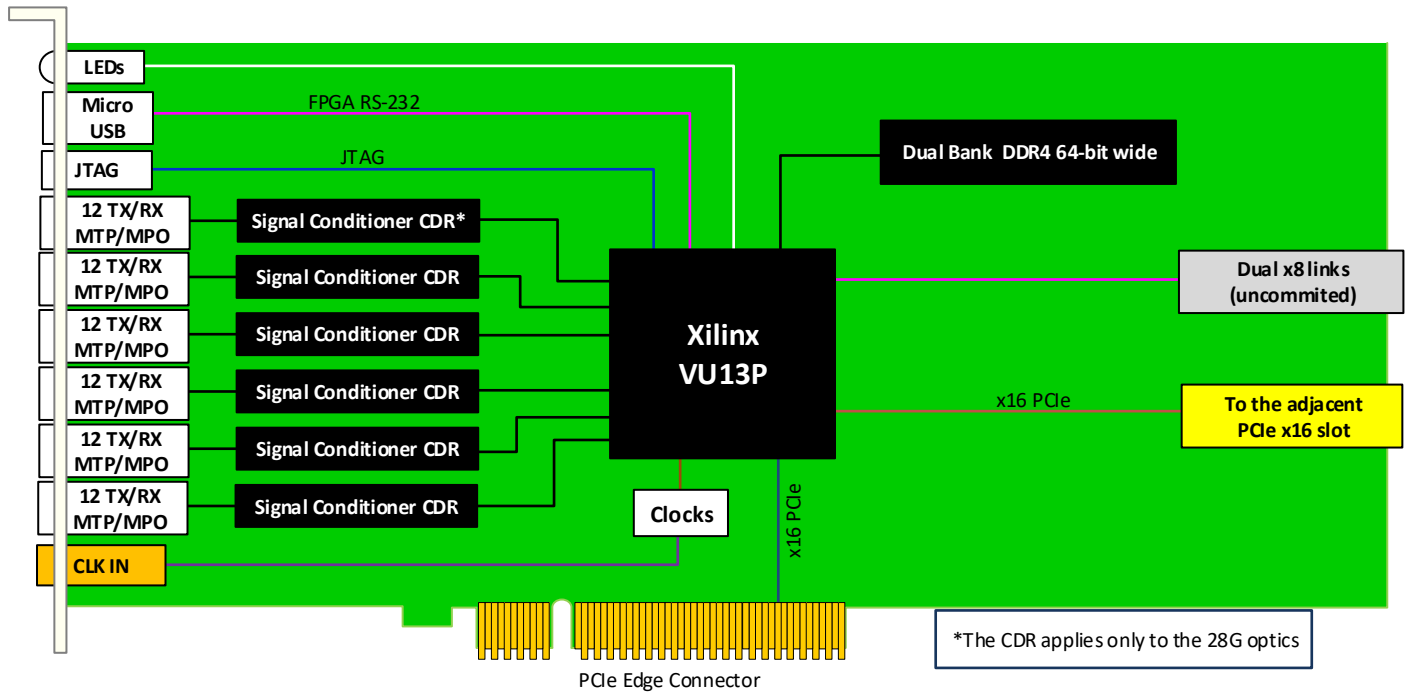 LEDs
Micro
USB
FPGA RS-232
JTAG
JTAG
12 TX/RX
MTP/MPO
Signal Conditioner CDR*
12 TX/RX
MTP/MPO
Signal Conditioner CDR
12 TX/RX
MTP/MPO
Signal Conditioner CDR
12 TX/RX
MTP/MPO
Signal Conditioner CDR
12 TX/RX
MTP/MPO
Signal Conditioner CDR
12 TX/RX
MTP/MPO
Signal Conditioner CDR
CLK IN
Xilinx
VU13P
Clocks
x16 PCIe
Dual Bank DDR4 64-bit wide
Dual x8 links
(uncommited)
x16 PCIe
To the adjacent
PCIe x16 slot
PCIe Edge Connector
*The CDR applies only to the 28G optics